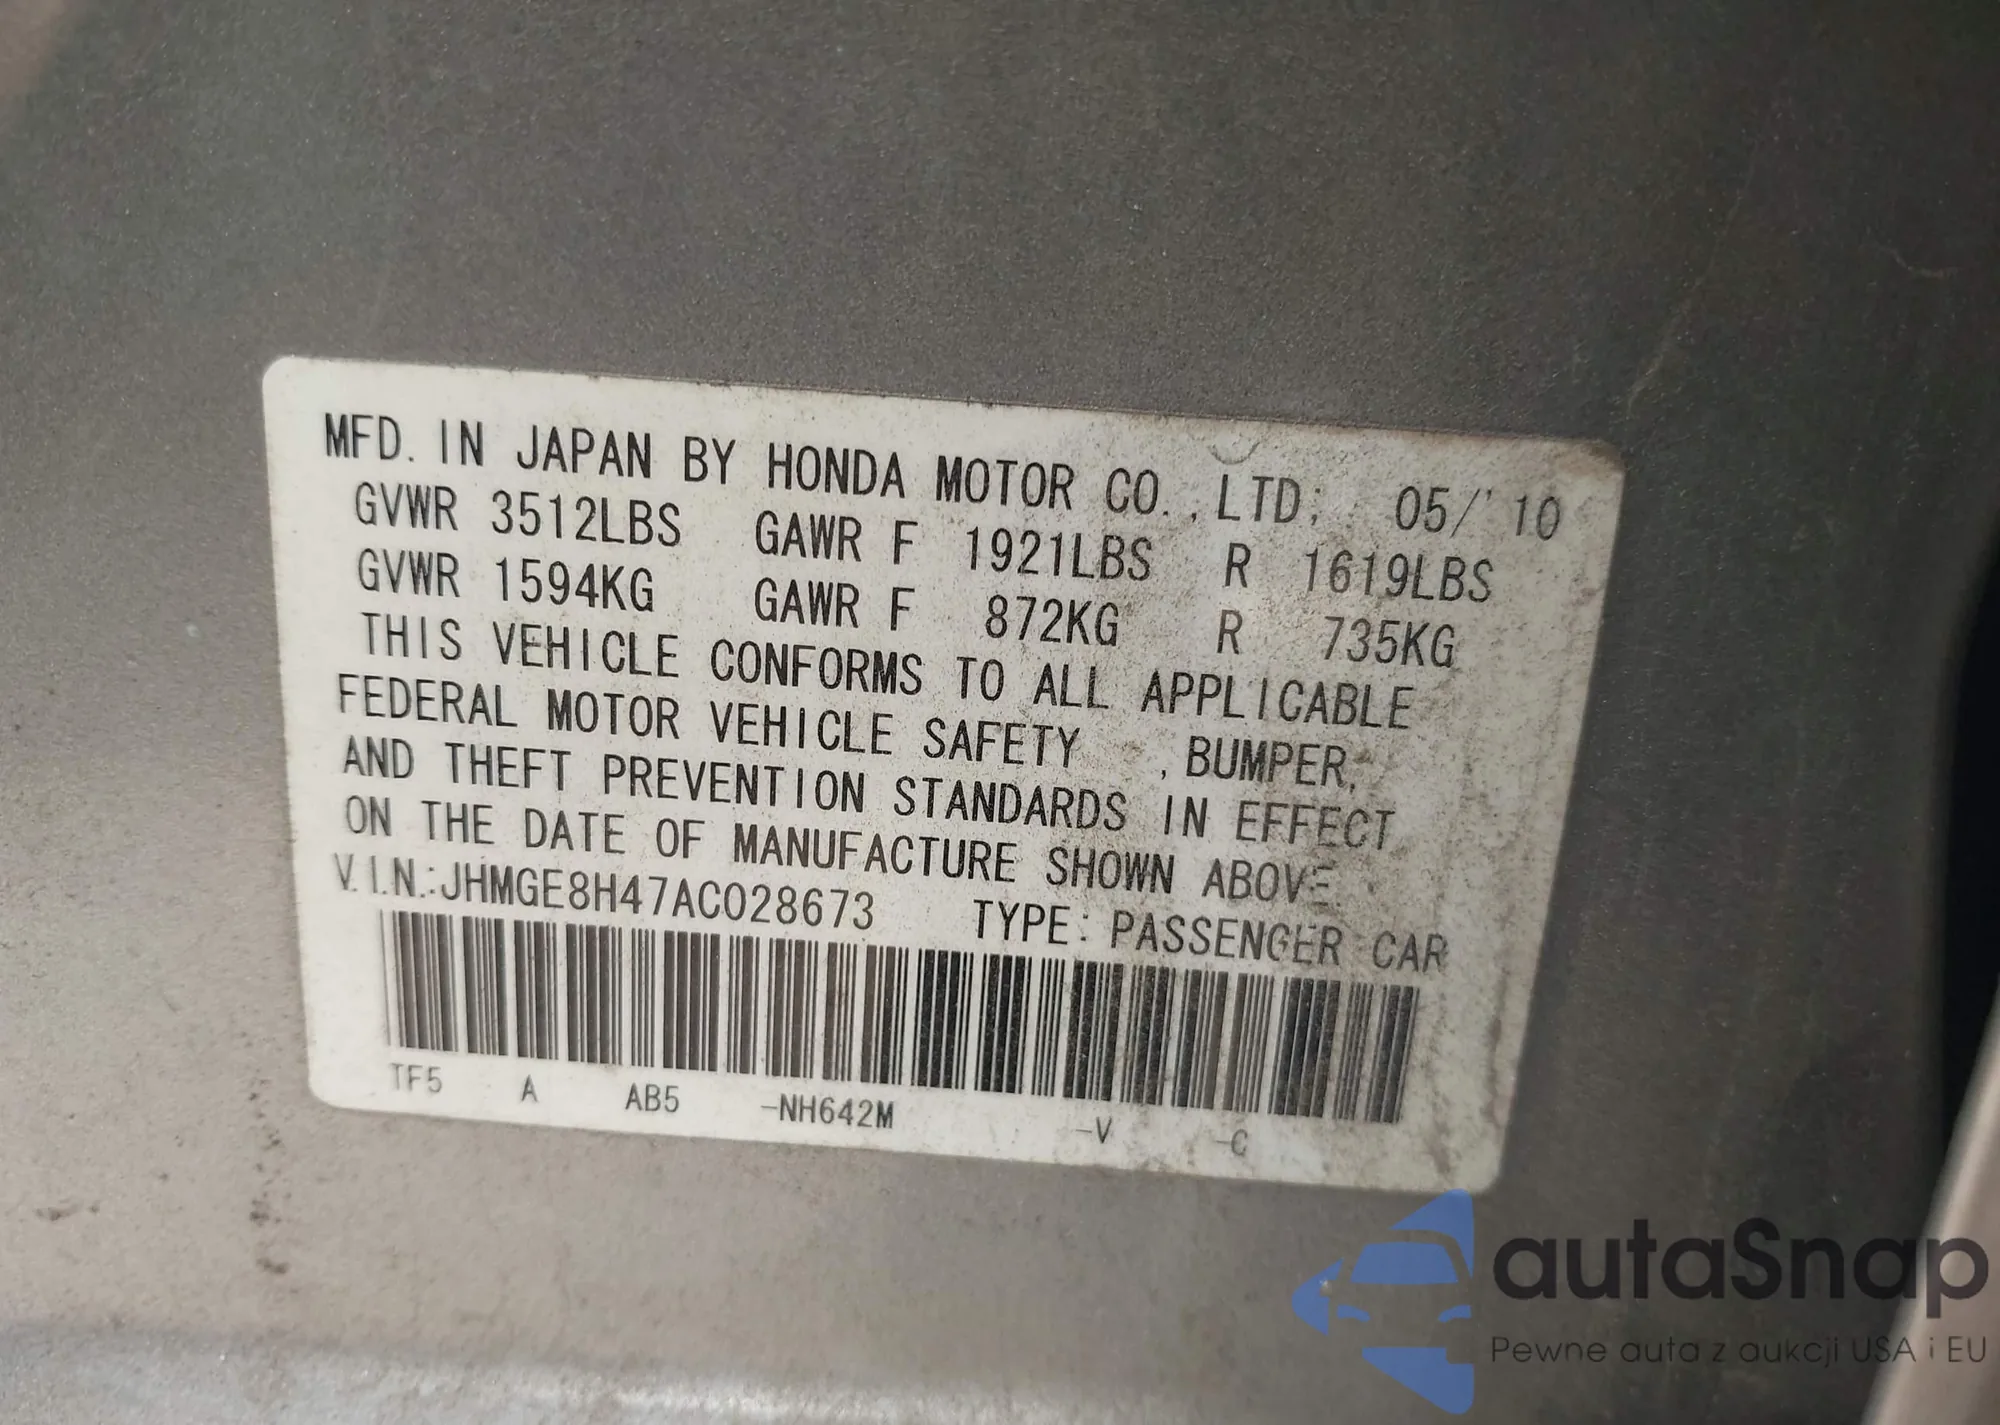 MFD. IN JAPAN BY HONDA MOTOR CO., LTD; 05/'10
GVWR 3512LBS GAWR F 1921LBS R 1619LBS
GVWR 1594KG GAWR F 872KG R 735KG
THIS VEHICLE CONFORMS TO ALL APPLICABLE
FEDERAL MOTOR VEHICLE SAFETY , BUMPER,
AND THEFT PREVENTION STANDARDS IN EFFECT
ON THE DATE OF MANUFACTURE SHOWN ABOVE.
V.I.N.:JHMGE8H47AC028673 TYPE: PASSENGER CAR
TF5 A AB5 -NH642M -V -C
autaSnap
Pewne auta z aukcji USA i EU